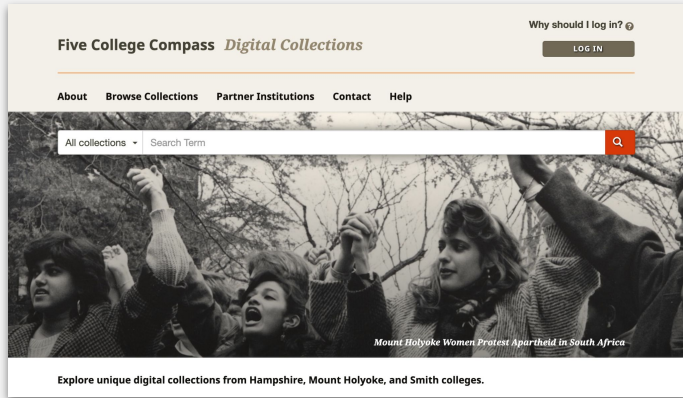 Why should I log in? ?
Five College Compass Digital Collections
LOG IN
About Browse Collections Partner Institutions Contact Help
All collections Search Term
Mount Holyoke Women Protest Apartheid in South Africa
Explore unique digital collections from Hampshire, Mount Holyoke, and Smith colleges.